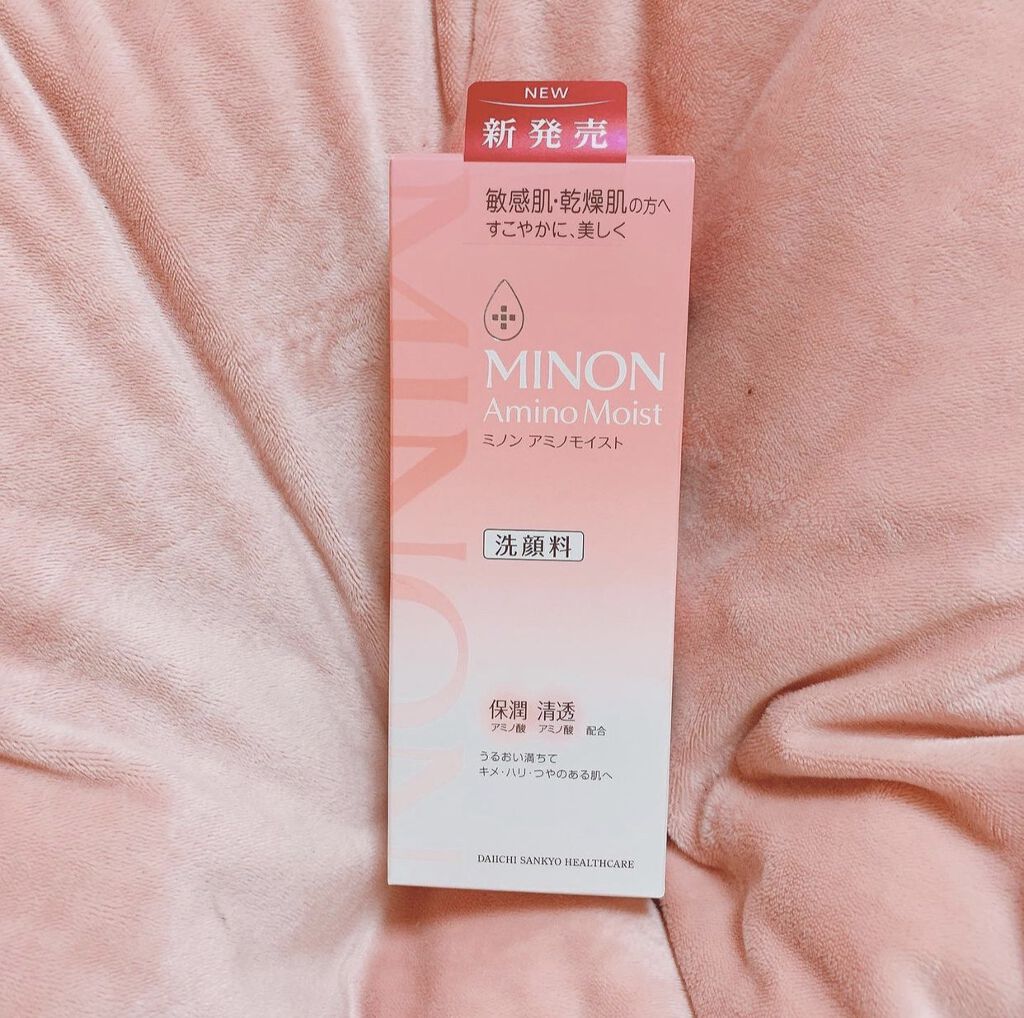 NEW
新発売
敏感肌・乾燥肌の方へ
すこやかに、美しく
MINON
Amino Moist
ミノン アミノモイスト
洗顔料
保潤 清透
アミノ酸 アミノ酸 配合
うるおい満ちて
キメ・ハリ・つやのある肌へ
DAIICHI SANKYO HEALTHCARE
MINON